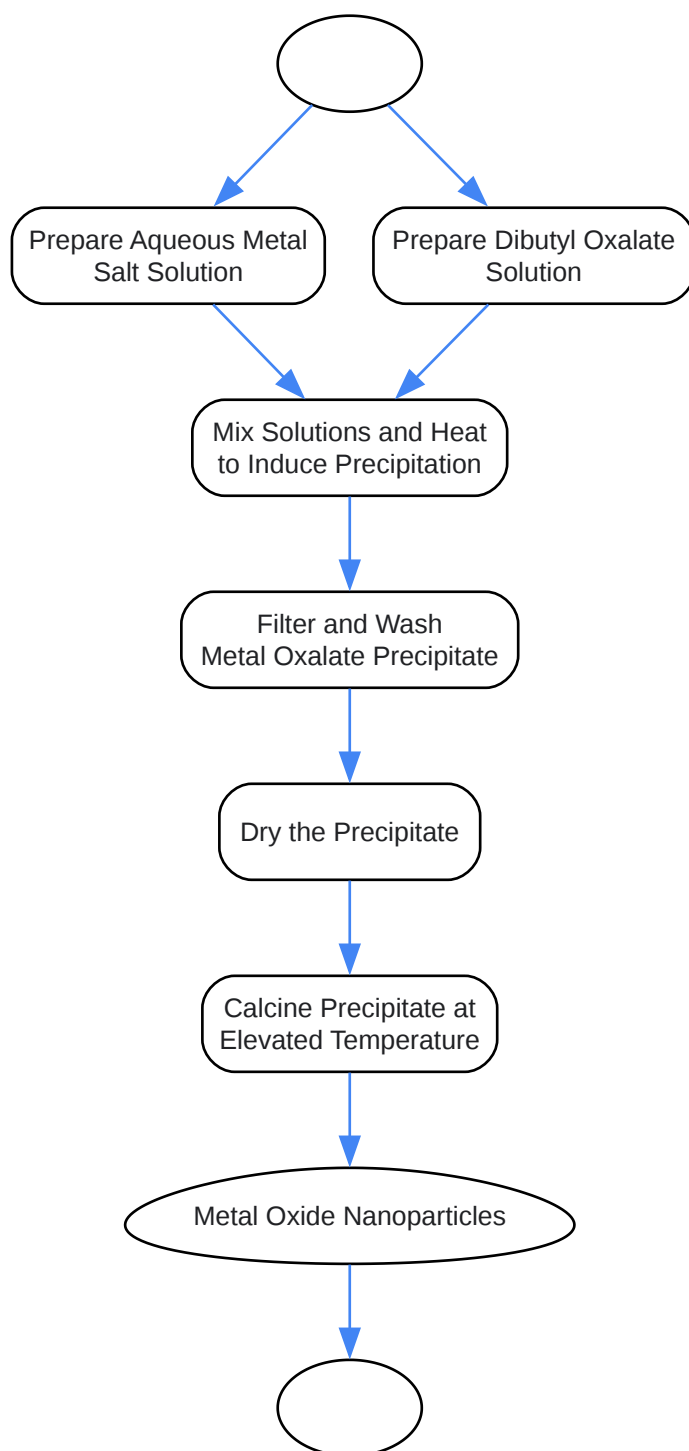 Prepare Aqueous Metal
Salt Solution
Prepare Dibutyl Oxalate
Solution
Mix Solutions and Heat
to Induce Precipitation
Filter and Wash
Metal Oxalate Precipitate
Dry the Precipitate
Calcine Precipitate at
Elevated Temperature
Metal Oxide Nanoparticles